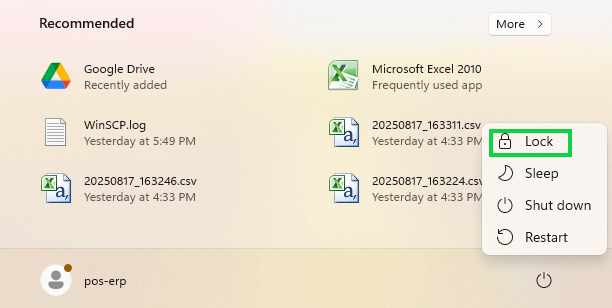 Recommended
More
Google Drive
Recently added
Microsoft Excel 2010
Frequently used app
WinSCP.log
Yesterday at 5:49 PM
20250817_163311.csv
Yesterday at 4:33 PM
20250817_163246.csv
Yesterday at 4:33 PM
20250817_163224.csv
Yesterday at 4:33 PM
Lock
Sleep
Shut down
Restart
pos-erp